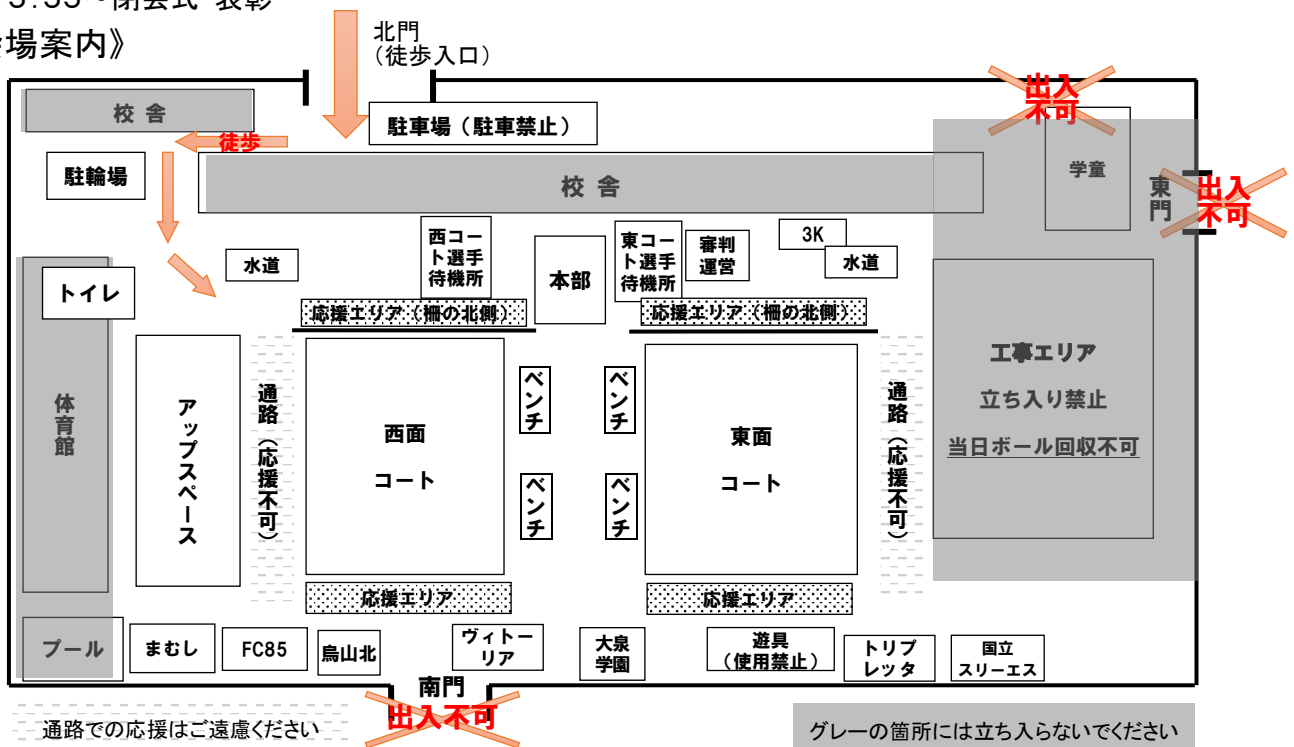 3:35～閉会式 表彰
場案内》
北門
（徒歩入口）
出入
不可
校 舎
駐車場（駐車禁止）
徒歩
駐輪場
校 舎
学童
東門
出入
不可
西コー
ト選手
待機所
本部
東コー
ト選手
待機所
審判
運営
3K
水道
水道
トイレ
応援エリア（柵の北側）
応援エリア（柵の北側）
体育館
アップスペース
通路（応援不可）
西面
コート
ベンチ
ベンチ
ベンチ
ベンチ
東面
コート
通路（応援不可）
工事エリア
立ち入り禁止
当日ボール回収不可
応援エリア
応援エリア
プール
まむし
FC85
烏山北
ヴィトー
リア
大泉
学園
遊具
（使用禁止）
トリプ
レッタ
国立
スリーエス
南門
出入不可
通路での応援はご遠慮ください
グレーの箇所には立ち入らないでください